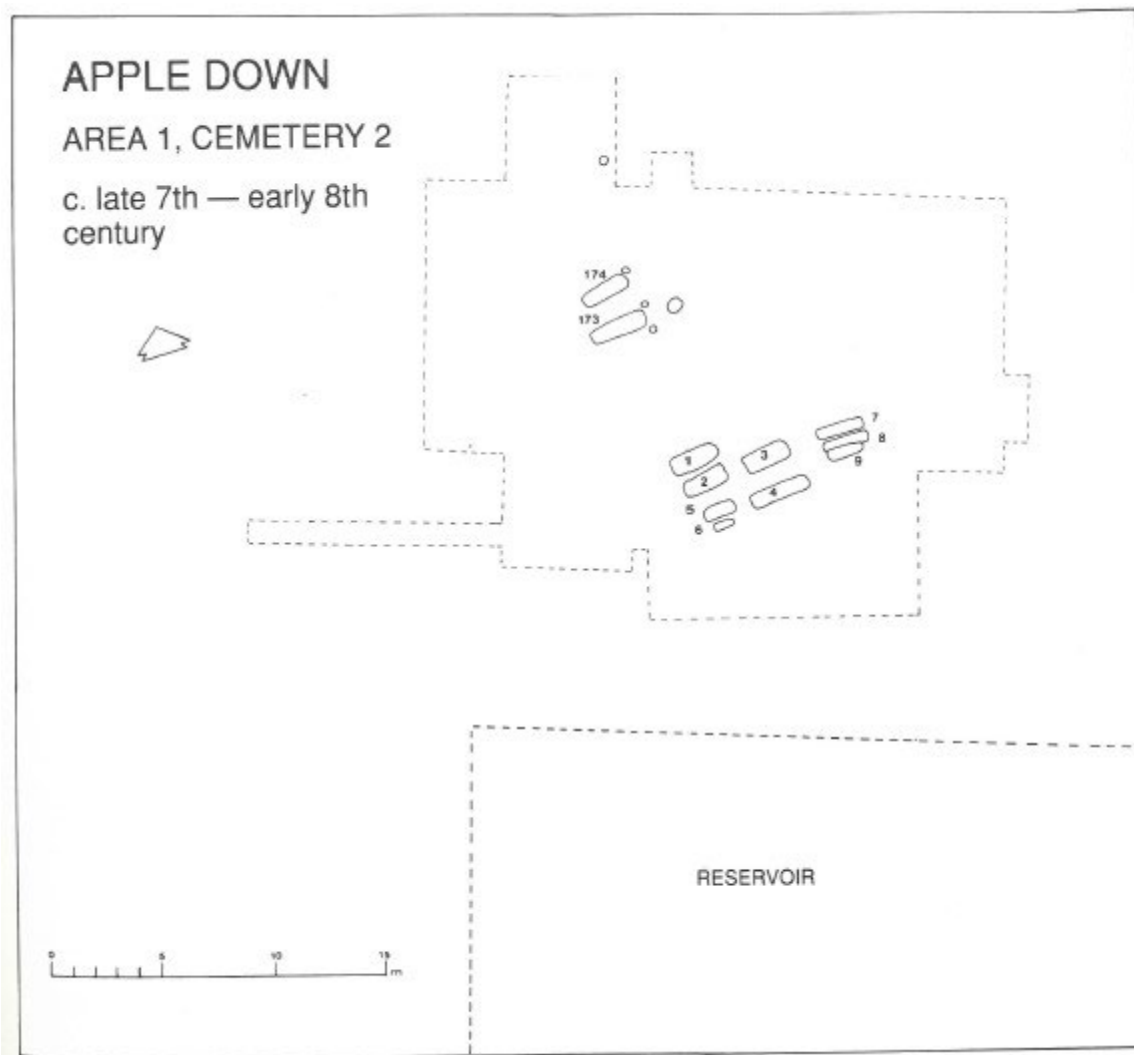 APPLE DOWN
AREA 1, CEMETERY 2
c. late 7th — early 8th
century
174
173
7
8
9
1
2
3
4
5
6
RESERVOIR
0 5 10 15
m